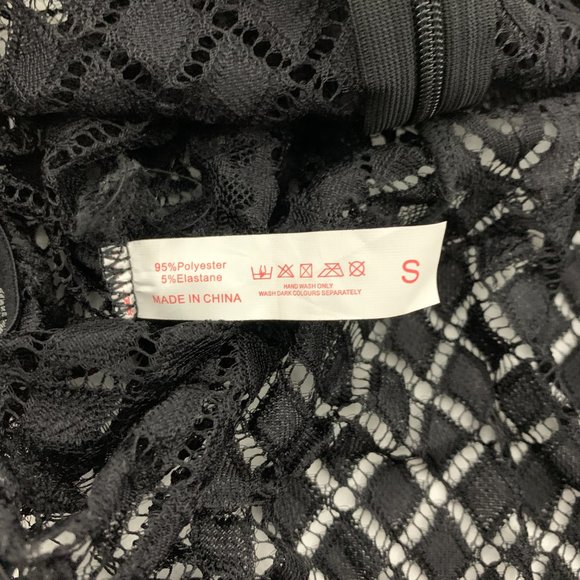 95%Polyester
5%Elastane
MADE IN CHINA
HAND WASH ONLY
WASH DARK COLOURS SEPARATELY
S